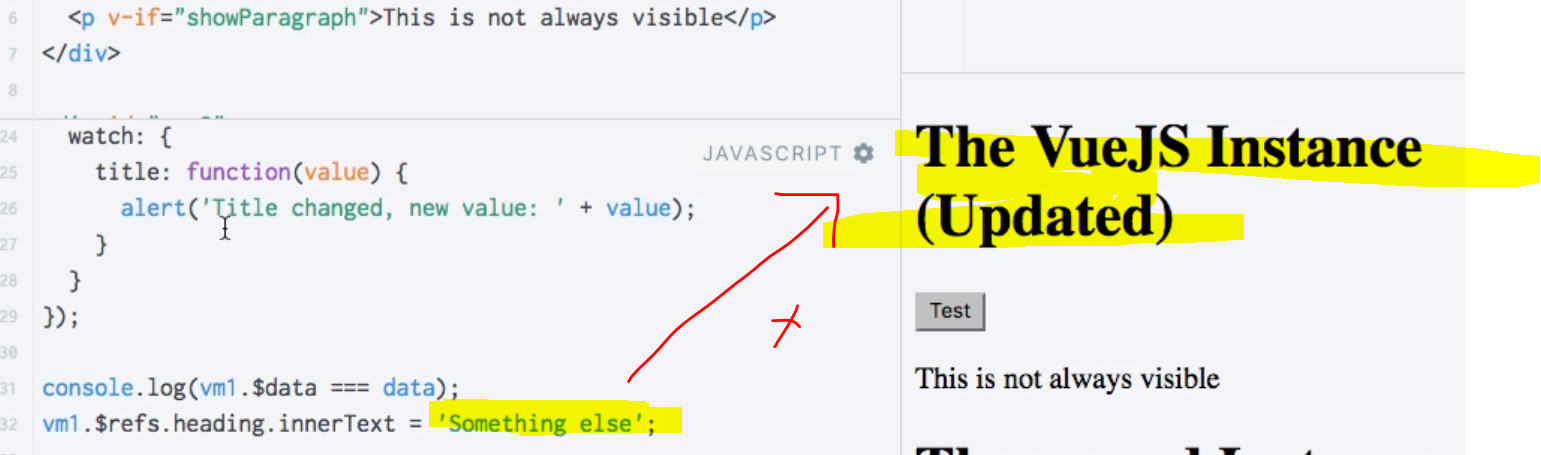 6 <p v-if="showParagraph">This is not always visible</p>
7 </div>
8
24 watch: {
25 title: function(value) {
26 alert('Title changed, new value: ' + value);
27 }
28 }
29 });
30
31 console.log(vm1.$data === data);
32 vm1.$refs.heading.innerText = 'Something else';
JAVASCRIPT
The VueJS Instance
(Updated)
Test
This is not always visible